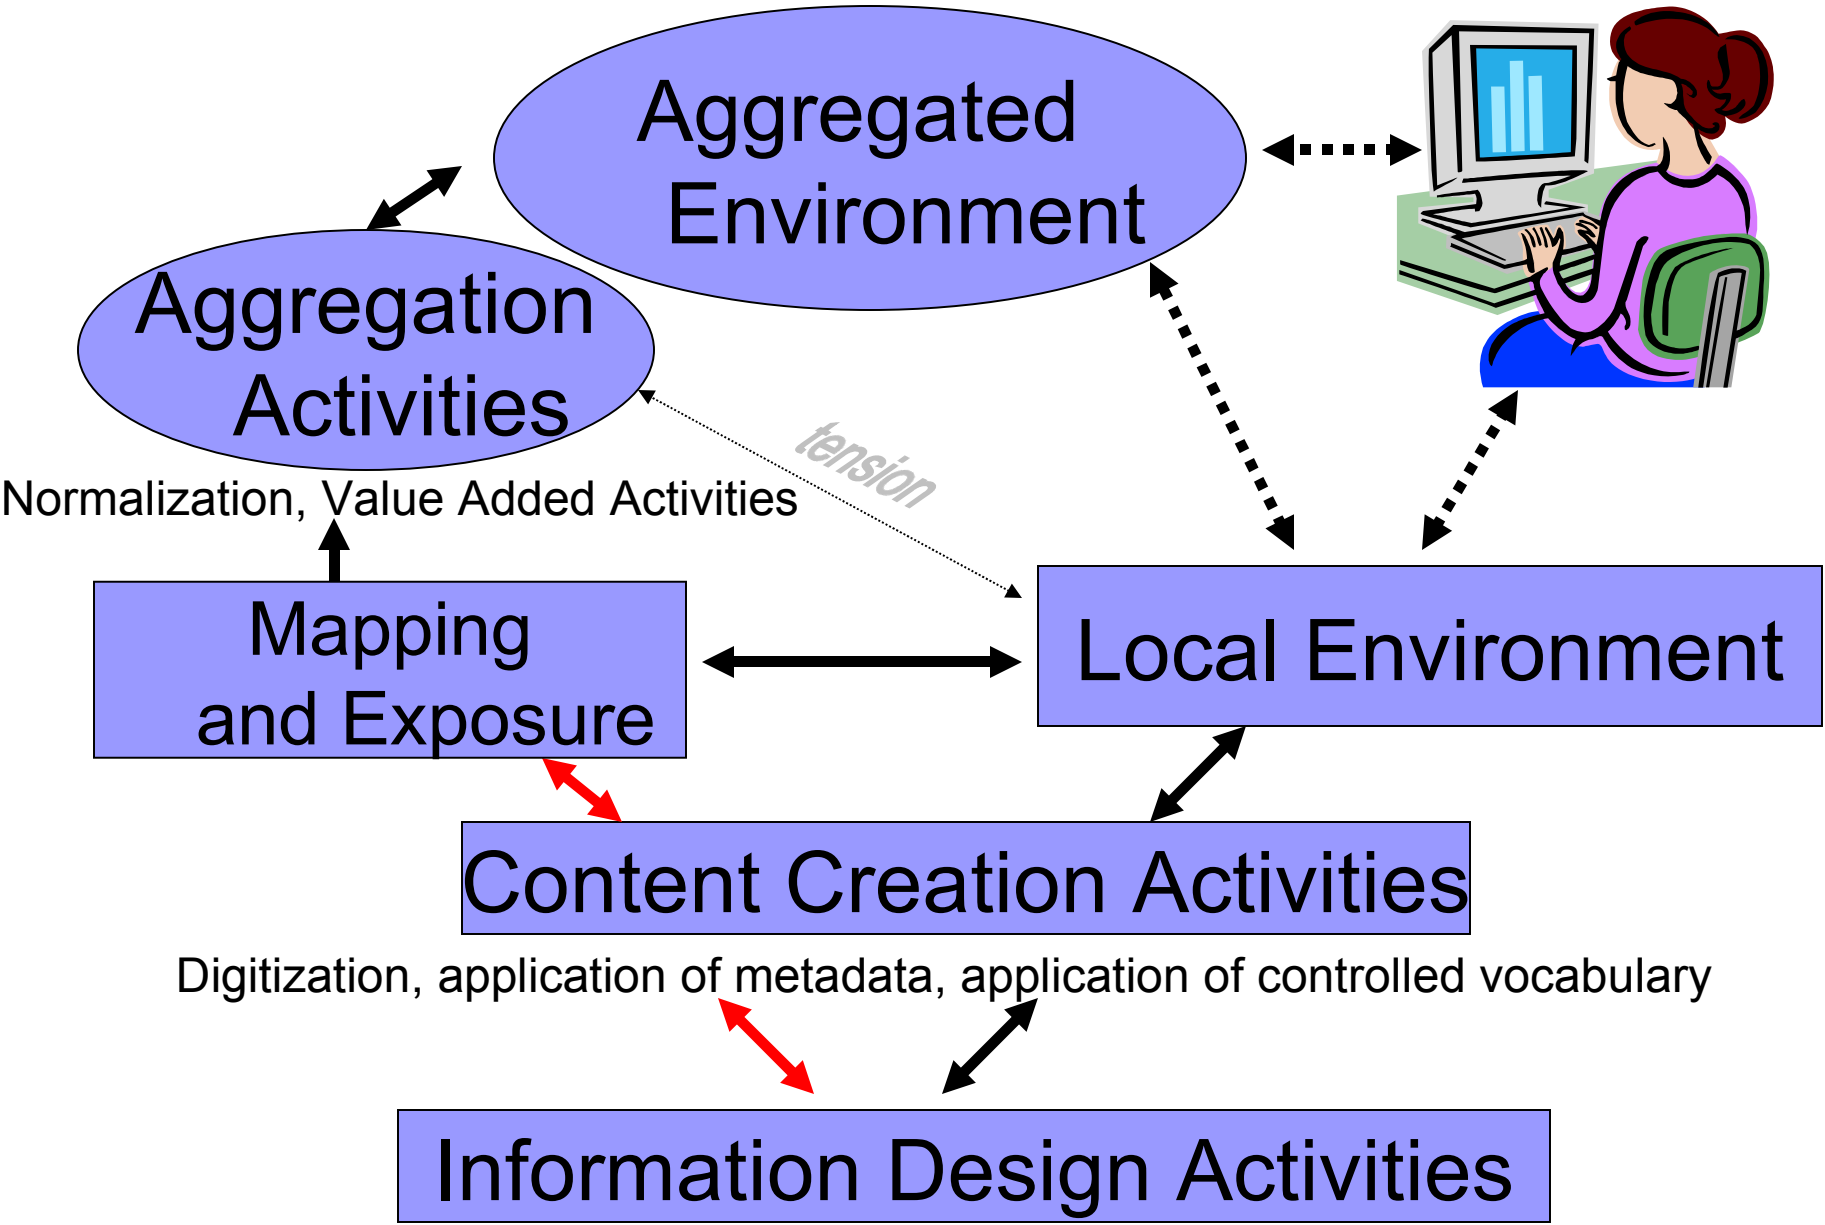 Aggregated
Environment
Aggregation
Activities
tension
Normalization, Value Added Activities
Mapping
and Exposure
Local Environment
Content Creation Activities
Digitization, application of metadata, application of controlled vocabulary
Information Design Activities